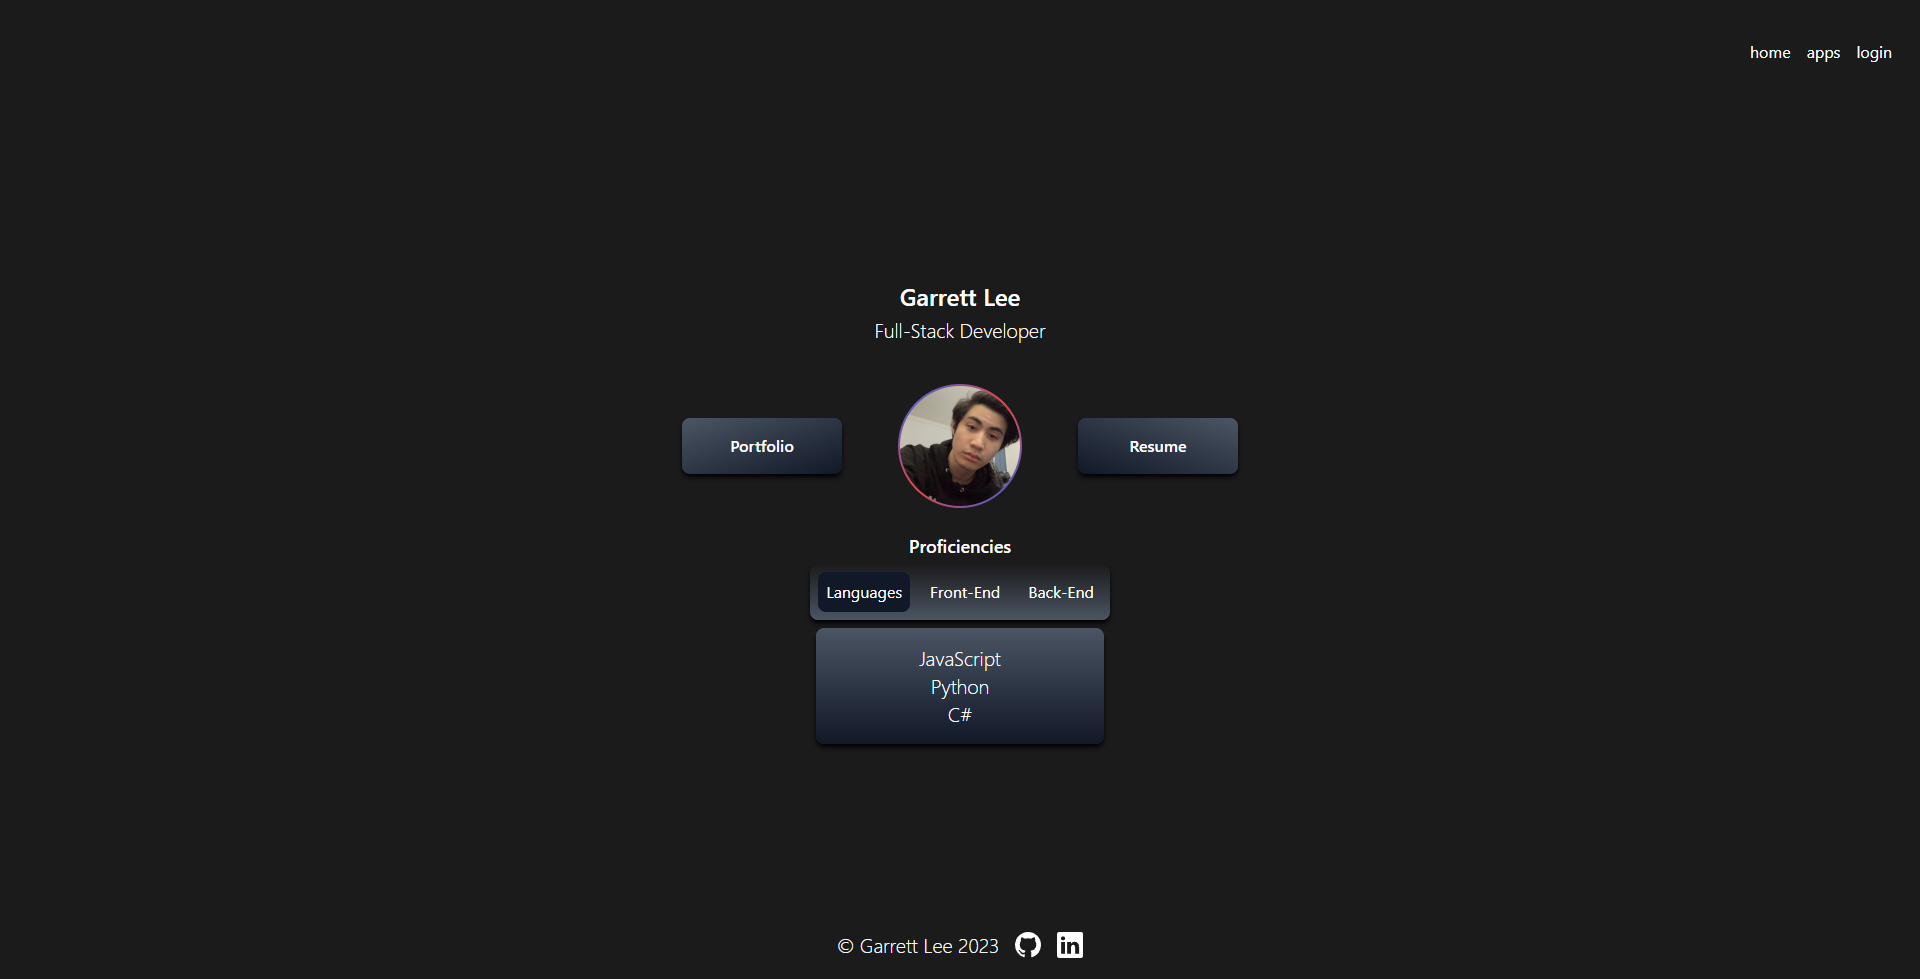 home apps login
Garrett Lee
Full-Stack Developer
Portfolio
Resume
Proficiencies
Languages Front-End Back-End
JavaScript
Python
C#
© Garrett Lee 2023 in